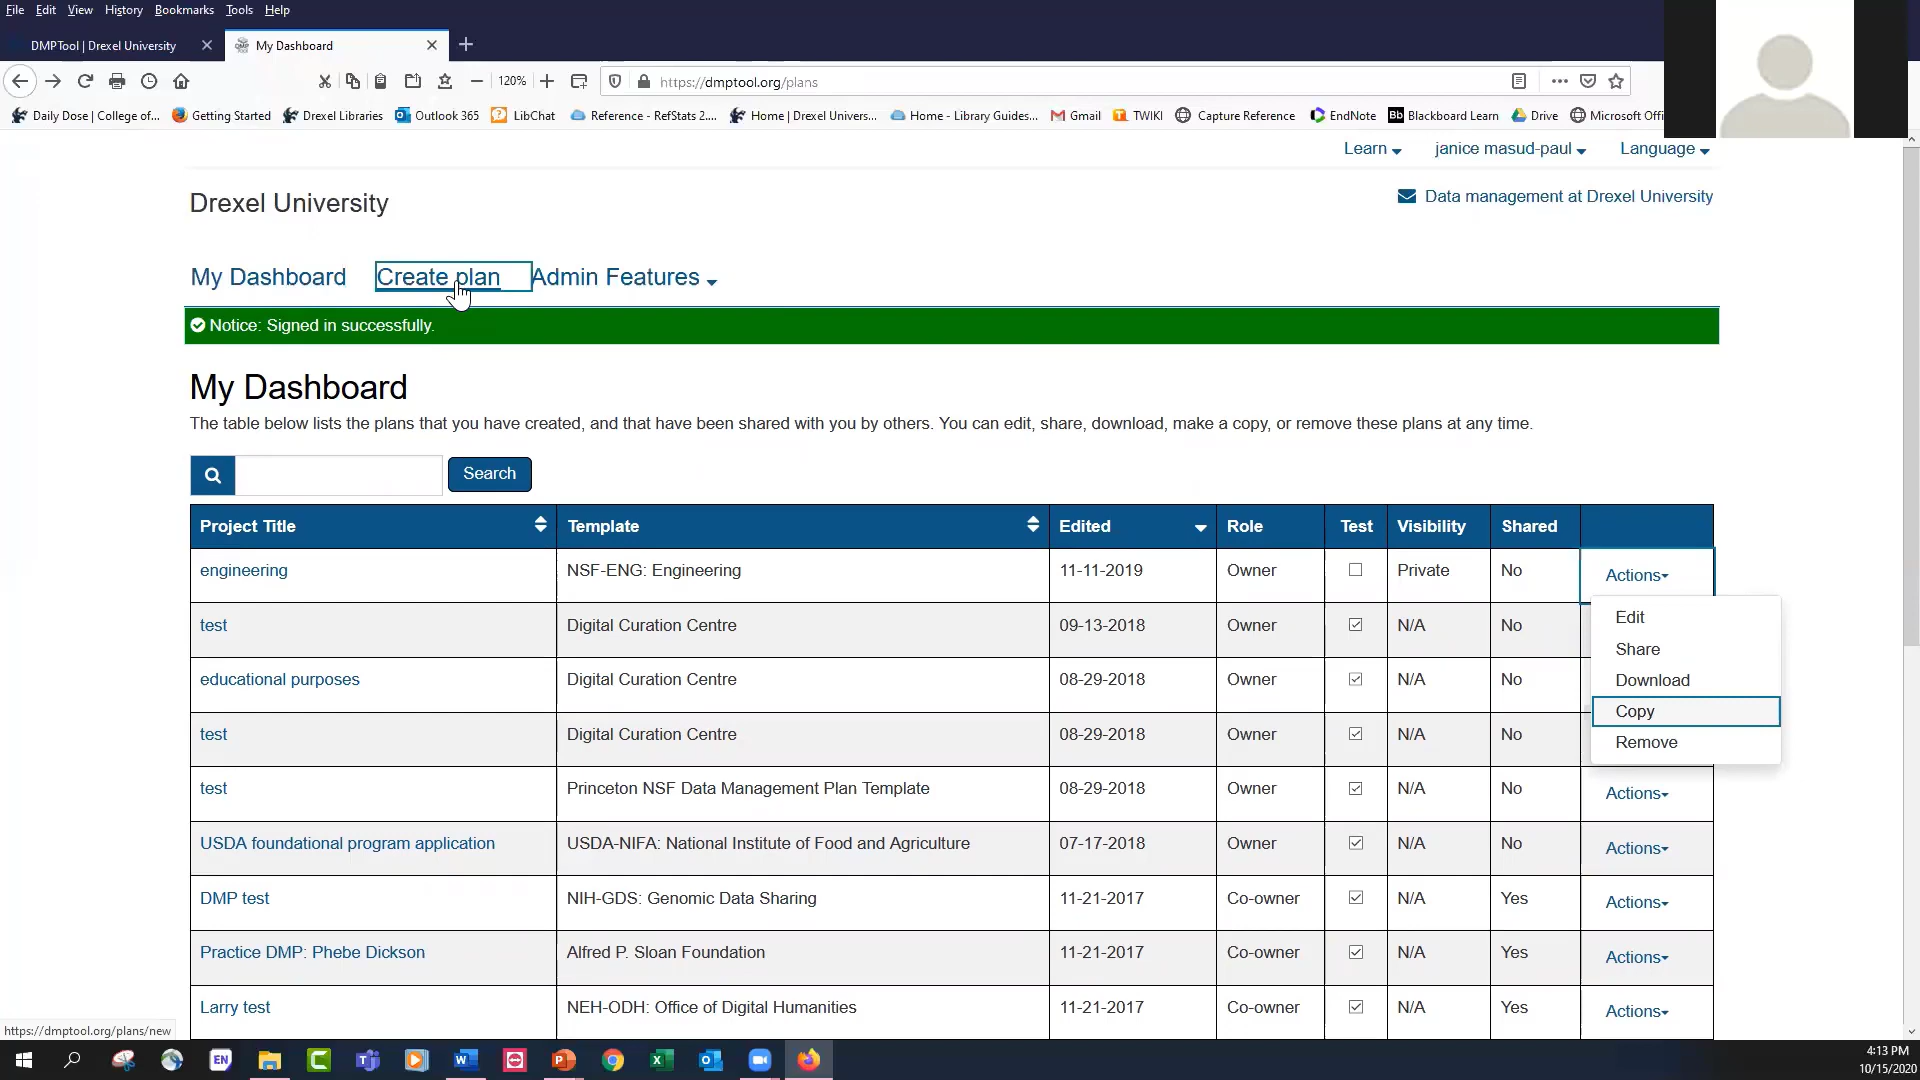 File Edit View History Bookmarks Tools Help
DMPTool | Drexel University My Dashboard
120% https://dmptool.org/plans
Daily Dose | College of... Getting Started Drexel Libraries Outlook 365 LibChat Reference - RefStats 2.... Home | Drexel Univers... Home - Library Guides... Gmail TWIKI Capture Reference EndNote Bb Blackboard Learn Drive Microsoft Offi
Learn janice masud-paul Language
Drexel University
Data management at Drexel University
My Dashboard Create plan Admin Features
Notice: Signed in successfully.
My Dashboard
The table below lists the plans that you have created, and that have been shared with you by others. You can edit, share, download, make a copy, or remove these plans at any time.
Search
Project Title Template Edited Role Test Visibility Shared
engineering NSF-ENG: Engineering 11-11-2019 Owner Private No Actions
Edit
test Digital Curation Centre 09-13-2018 Owner N/A No
Share
educational purposes Digital Curation Centre 08-29-2018 Owner N/A No
Download
Copy
test Digital Curation Centre 08-29-2018 Owner N/A No
Remove
test Princeton NSF Data Management Plan Template 08-29-2018 Owner N/A No Actions
USDA foundational program application USDA-NIFA: National Institute of Food and Agriculture 07-17-2018 Owner N/A No Actions
DMP test NIH-GDS: Genomic Data Sharing 11-21-2017 Co-owner N/A Yes Actions
Practice DMP: Phebe Dickson Alfred P. Sloan Foundation 11-21-2017 Co-owner N/A Yes Actions
Larry test NEH-ODH: Office of Digital Humanities 11-21-2017 Co-owner N/A Yes Actions
https://dmptool.org/plans/new
EN
4:13 PM
10/15/2020